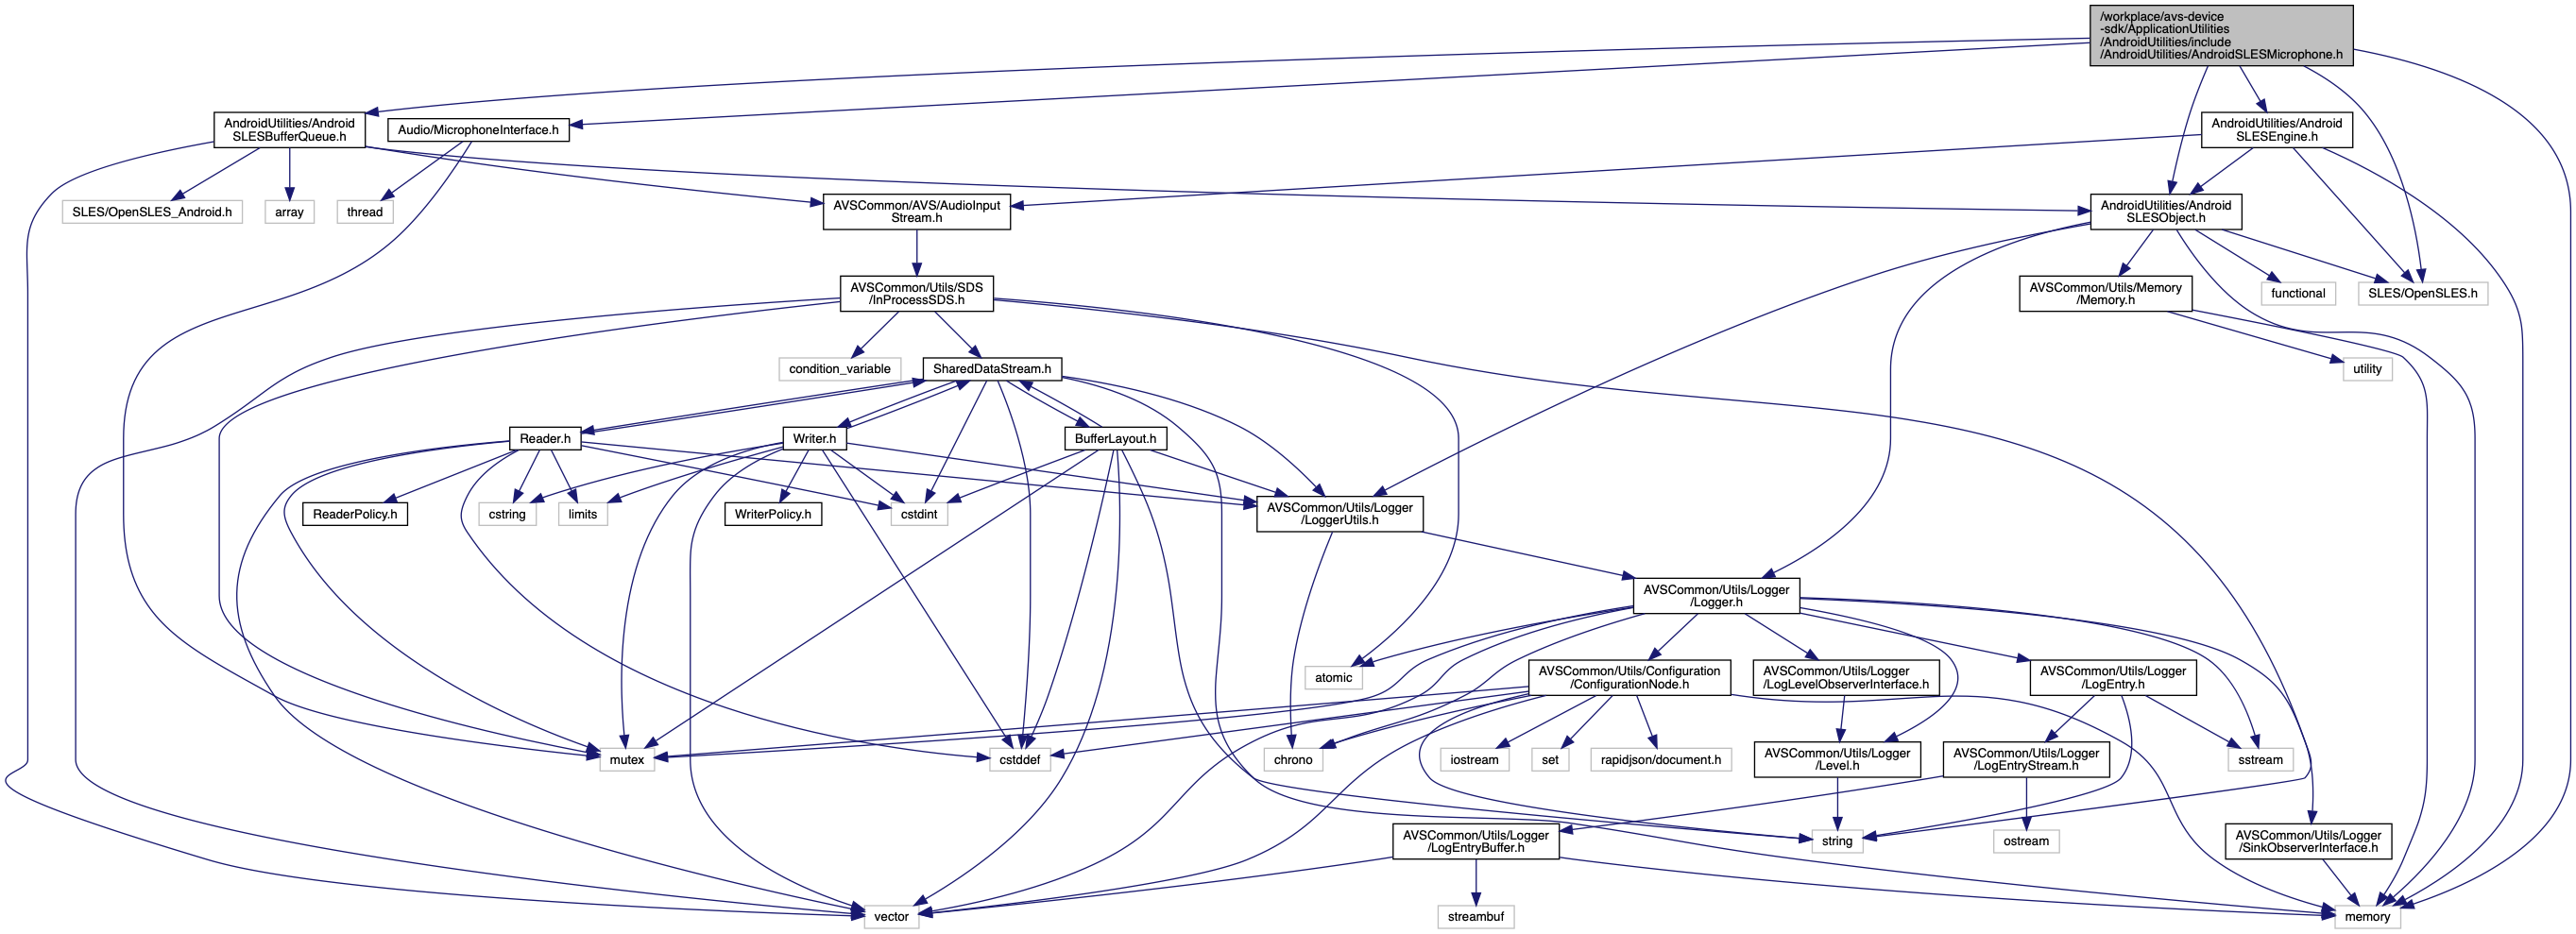 /workplace/avs-device
-sdk/ApplicationUtilities
/AndroidUtilities/include
/AndroidUtilities/AndroidSLESMicrophone.h
AndroidUtilities/Android
SLESBufferQueue.h
Audio/MicrophoneInterface.h
AndroidUtilities/Android
SLESEngine.h
SLES/OpenSLES_Android.h
array
thread
AVSCommon/AVS/AudioInput
Stream.h
AndroidUtilities/Android
SLESObject.h
AVSCommon/Utils/SDS
/InProcessSDS.h
AVSCommon/Utils/Memory
/Memory.h
functional
SLES/OpenSLES.h
condition_variable
SharedDataStream.h
utility
Reader.h
Writer.h
BufferLayout.h
ReaderPolicy.h
cstring
limits
WriterPolicy.h
cstdint
AVSCommon/Utils/Logger
/LoggerUtils.h
AVSCommon/Utils/Logger
/Logger.h
atomic
AVSCommon/Utils/Configuration
/ConfigurationNode.h
AVSCommon/Utils/Logger
/LogLevelObserverInterface.h
AVSCommon/Utils/Logger
/LogEntry.h
mutex
cstddef
chrono
iostream
set
rapidjson/document.h
AVSCommon/Utils/Logger
/Level.h
AVSCommon/Utils/Logger
/LogEntryStream.h
sstream
AVSCommon/Utils/Logger
/LogEntryBuffer.h
string
ostream
AVSCommon/Utils/Logger
/SinkObserverInterface.h
vector
streambuf
memory